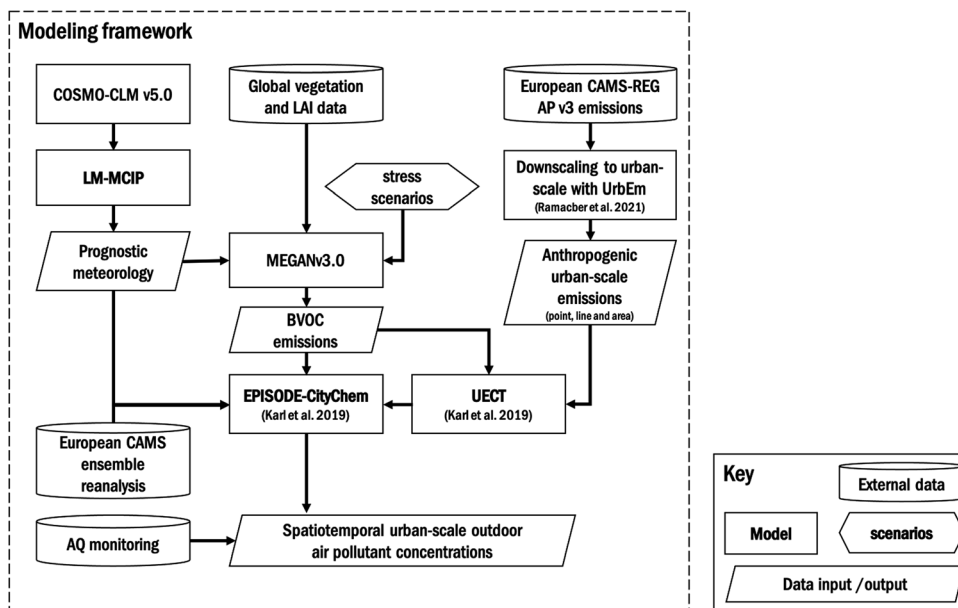 Modeling framework
COSMO-CLM v5.0
Global vegetation
and LAI data
European CAMS-REG
AP v3 emissions
LM-MCIP
stress
scenarios
Downscaling to urban-
scale with UrbEm
(Ramacber et al. 2021)
Prognostic
meteorology
MEGANv3.0
Anthropogenic
urban-scale
emissions
(point, line and area)
BVOC
emissions
EPISODE-CityChem
(Karl et al. 2019)
UECT
(Karl et al. 2019)
European CAMS
ensemble
reanalysis
AQ monitoring
Spatiotemporal urban-scale outdoor
air pollutant concentrations
Key
External data
Model
scenarios
Data input /output